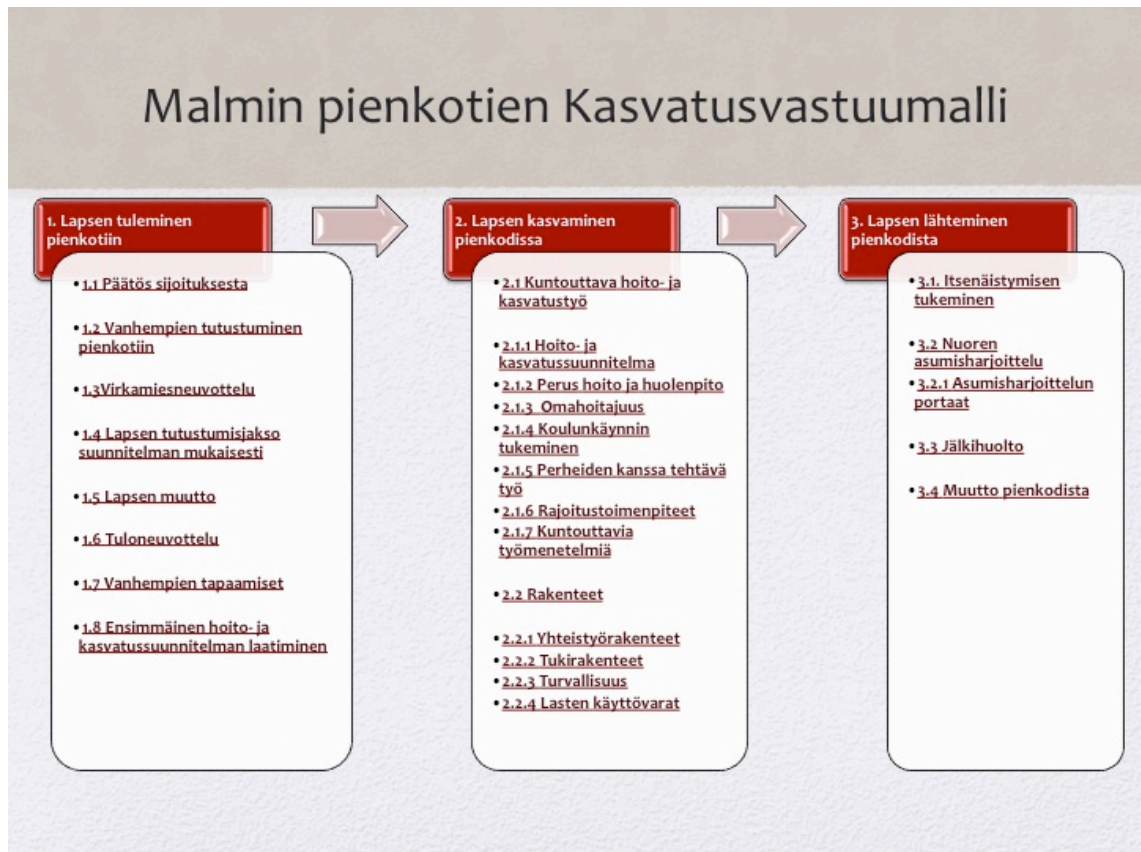 Malmin pienkotien Kasvatusvastuumalli
1. Lapsen tuleminen
pienkotiin
• 1.1 Päätös sijoituksesta
• 1.2 Vanhempien tutustuminen
pienkotiin
• 1.3Virkamiesneuvottelu
• 1.4 Lapsen tutustumisjakso
suunnitelman mukaisesti
• 1.5 Lapsen muutto
• 1.6 Tuloneuvottelu
• 1.7 Vanhempien tapaamiset
• 1.8 Ensimmäinen hoito- ja
kasvatussuunnitelman laatiminen
2. Lapsen kasvaminen
pienkodissa
• 2.1 Kuntouttava hoito- ja
kasvatustyö
• 2.1.1 Hoito- ja
kasvatussuunnitelma
• 2.1.2 Perus hoito ja huolenpito
• 2.1.3 Omahoitajuus
• 2.1.4 Koulunkäynnin
tukeminen
• 2.1.5 Perheiden kanssa tehtävä
työ
• 2.1.6 Rajoitustoimenpiteet
• 2.1.7 Kuntouttavia
työmenetelmiä
• 2.2 Rakenteet
• 2.2.1 Yhteistyörakenteet
• 2.2.2 Tukirakenteet
• 2.2.3 Turvallisuus
• 2.2.4 Lasten käyttövarat
3. Lapsen lähteminen
pienkodista
• 3.1. Itsenäistymisen
tukeminen
• 3.2 Nuoren
asumisharjoittelu
• 3.2.1 Asumisharjoittelun
portaat
• 3.3 Jälkihuolto
• 3.4 Muutto pienkodista